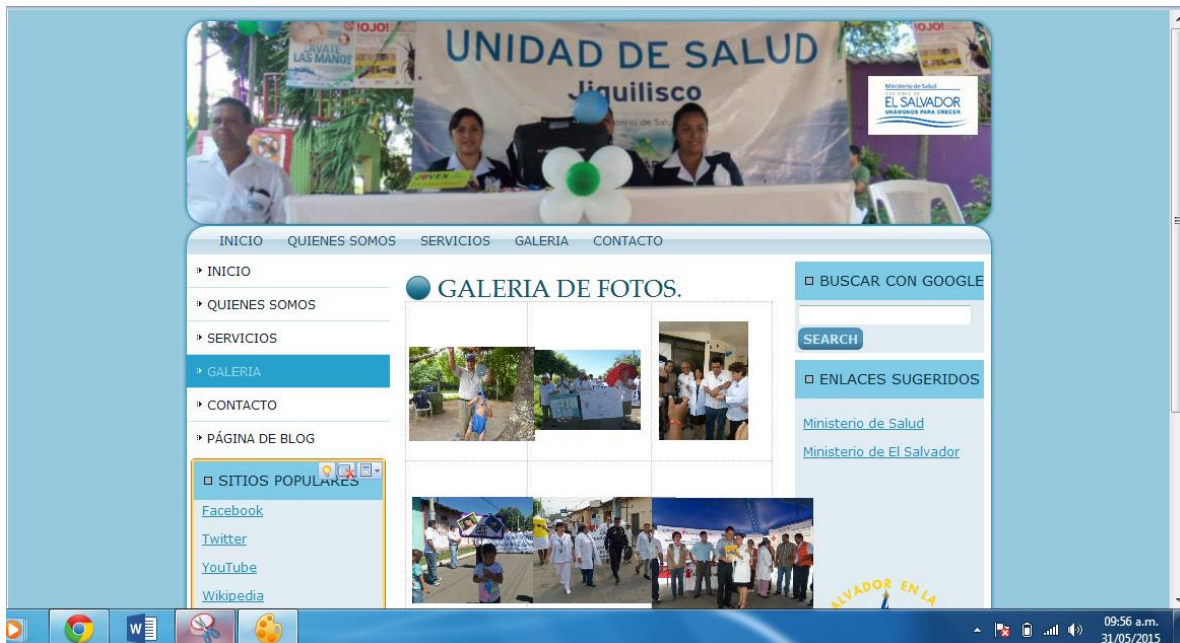 ¡OJO!
LAVATE
LAS MANOS
UNIDAD DE SALUD
Jiquilisco
Ministerio de Salud
EL SALVADOR
UNÁMONOS PARA CRECER
INICIO QUIENES SOMOS SERVICIOS GALERIA CONTACTO
INICIO
QUIENES SOMOS
SERVICIOS
GALERIA
CONTACTO
PÁGINA DE BLOG
SITIOS POPULARES
Facebook
Twitter
YouTube
Wikipedia
GALERIA DE FOTOS.
BUSCAR CON GOOGLE
SEARCH
ENLACES SUGERIDOS
Ministerio de Salud
Ministerio de El Salvador
SALVADOR EN LA
09:56 a.m.
31/05/2015